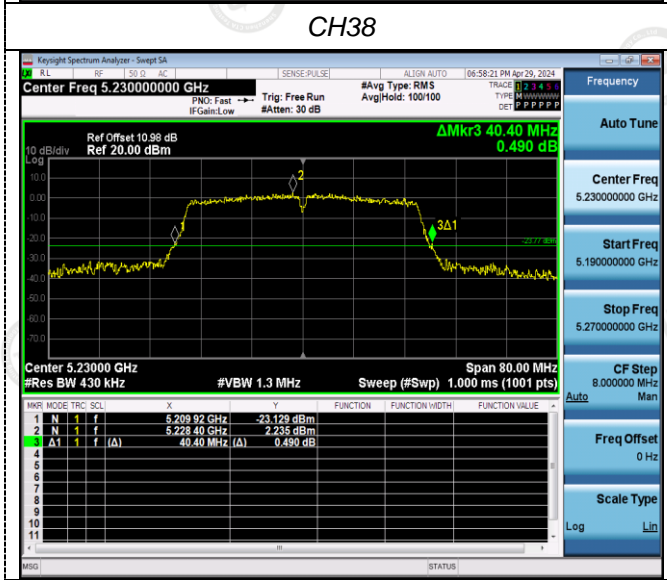 CH38
Keysight Spectrum Analyzer - Swept SA
RL RF 50 Ω AC SENSE:PULSE ALIGN AUTO 06:58:21 PM Apr 29, 2024
Center Freq 5.230000000 GHz #Avg Type: RMS TRACE 1 2 3 4 5 6
PNO: Fast Trig: Free Run Avg|Hold: 100/100 TYPE M WWWWW
IFGain:Low #Atten: 30 dB DET P P P P P P
Frequency
Auto Tune
Center Freq
5.230000000 GHz
Start Freq
5.190000000 GHz
Stop Freq
5.270000000 GHz
CF Step
8.000000 MHz
Auto Man
Freq Offset
0 Hz
Scale Type
Log Lin
Ref Offset 10.98 dB ΔMkr3 40.40 MHz
10 dB/div Ref 20.00 dBm 0.490 dB
Log
10.0
0.00
-10.0
-20.0
-30.0
-40.0
-50.0
-60.0
-70.0
2
3Δ1
-23.77 dBm
Center 5.23000 GHz Span 80.00 MHz
#Res BW 430 kHz #VBW 1.3 MHz Sweep (#Swp) 1.000 ms (1001 pts)
MKR MODE TRC SCL X Y FUNCTION FUNCTION WIDTH FUNCTION VALUE
1 N 1 f 5.209 92 GHz -23.129 dBm
2 N 1 f 5.228 40 GHz 2.235 dBm
3 Δ1 1 f (Δ) 40.40 MHz (Δ) 0.490 dB
4
5
6
7
8
9
10
11
MSG STATUS